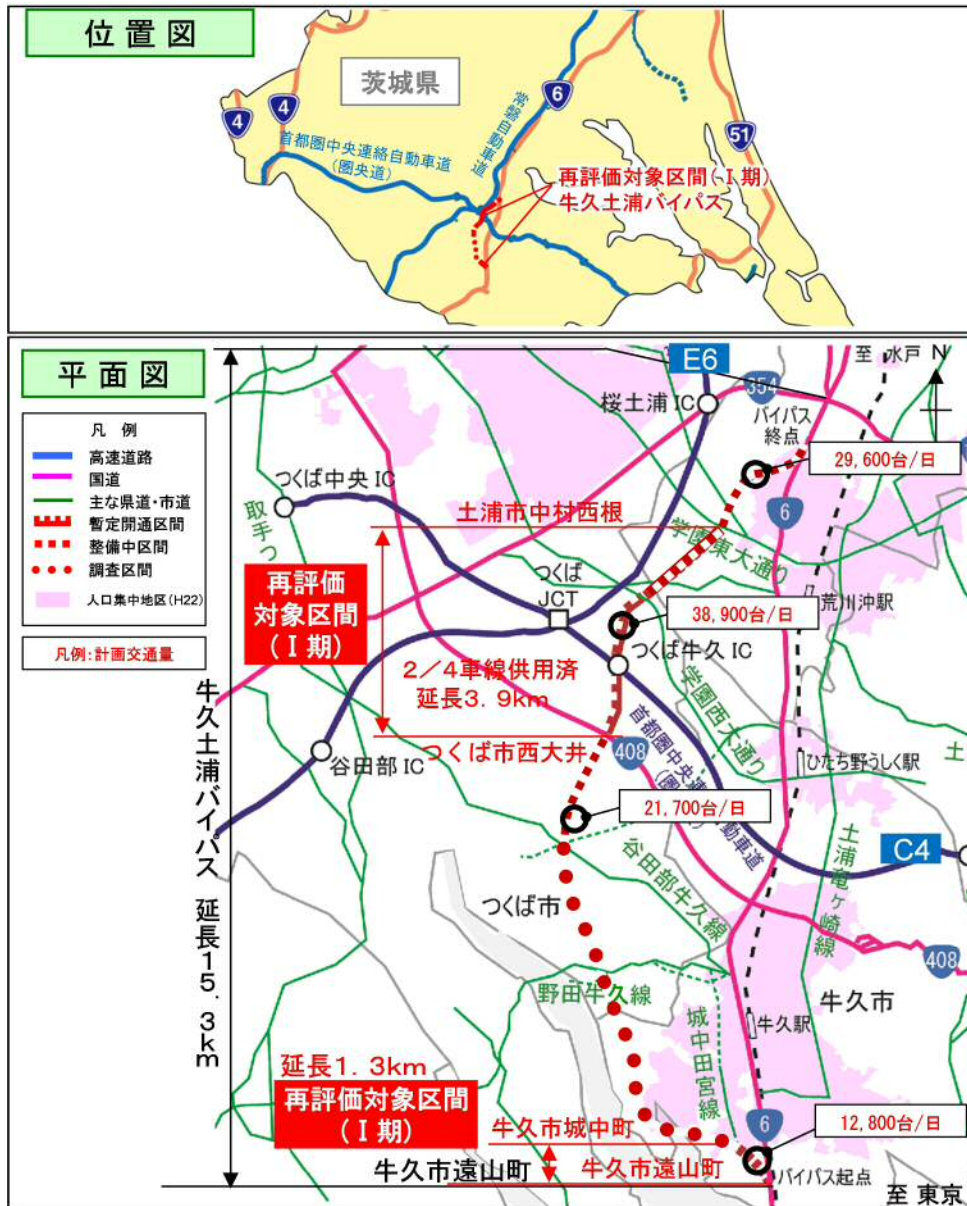 位置図
茨城県
4
4
6
51
常磐自動車道
首都圏中央連絡自動車道
(圏央道)
再評価対象区間(Ⅰ期)
牛久土浦バイパス
平面図
凡 例
高速道路
国道
主な県道・市道
暫定開通区間
整備中区間
調査区間
人口集中地区(H22)
凡例:計画交通量
E6
354
至 水戸
N
桜土浦 IC
バイパス
終点
29,600台/日
つくば中央 IC
6
取手つ
土浦市中村西根
学園東大通り
再評価
対象区間
(Ⅰ期)
つくば
JCT
荒川沖駅
38,900台/日
つくば牛久 IC
2/4車線供用済
延長3.9km
学園西大通り
つくば市西大井
408
谷田部 IC
首都圏中央連絡自動車道
(圏央道)
ひたち野うしく駅
土
21,700台/日
C4
牛久土浦バイパス 延長15.3km
谷田部牛久線
土浦竜ヶ崎線
つくば市
408
野田牛久線
牛久市
城中田宮線
牛久駅
延長1.3km
再評価対象区間
(Ⅰ期)
6
12,800台/日
牛久市城中町
牛久市遠山町
牛久市遠山町
バイパス起点
至 東京